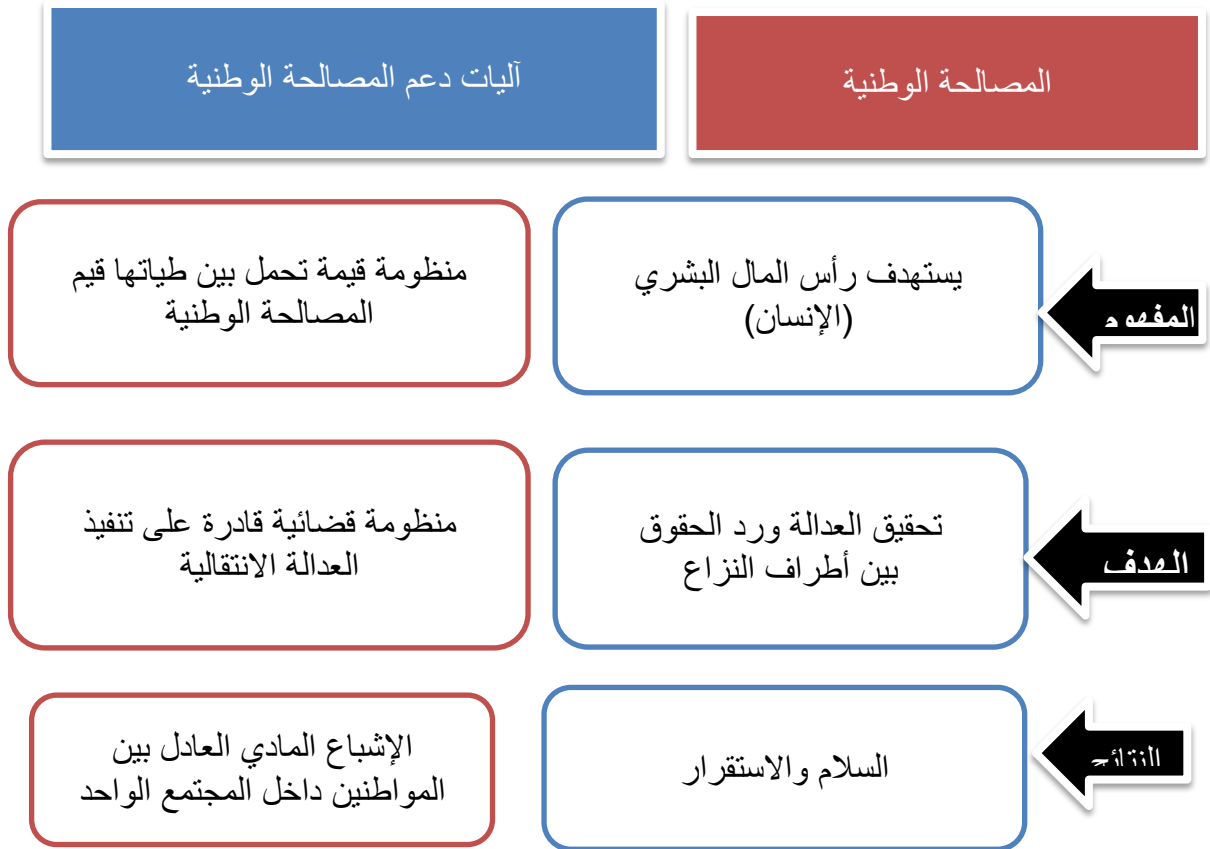 المصالحة الوطنية
آليات دعم المصالحة الوطنية
المفهوم
يستهدف رأس المال البشري
(الإنسان)
منظومة قيمة تحمل بين طياتها قيم
المصالحة الوطنية
الهدف
تحقيق العدالة ورد الحقوق
بين أطراف النزاع
منظومة قضائية قادرة على تنفيذ
العدالة الانتقالية
النتائج
السلام والاستقرار
الإشباع المادي العادل بين
المواطنين داخل المجتمع الواحد